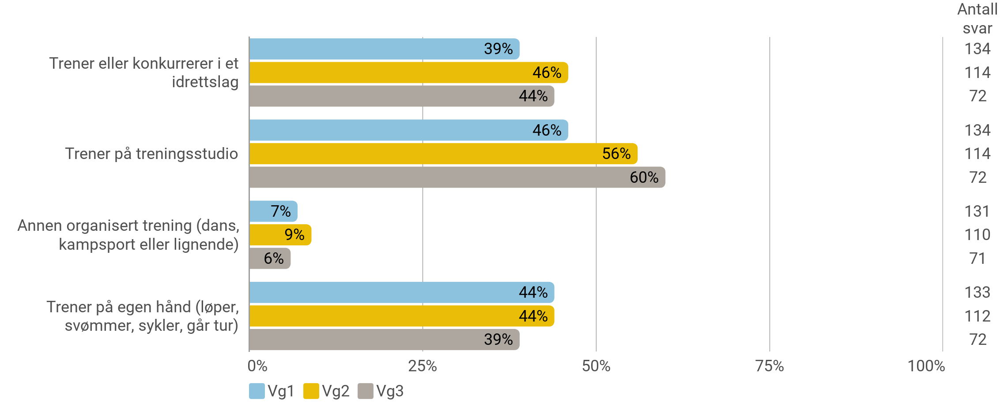 Antall
svar
Trener eller konkurrerer i et
idrettslag
39% 134
46% 114
44% 72
Trener på treningsstudio
46% 134
56% 114
60% 72
Annen organisert trening (dans,
kampsport eller lignende)
7% 131
9% 110
6% 71
Trener på egen hånd (løper,
svømmer, sykler, går tur)
44% 133
44% 112
39% 72
0% 25% 50% 75% 100%
Vg1 Vg2 Vg3